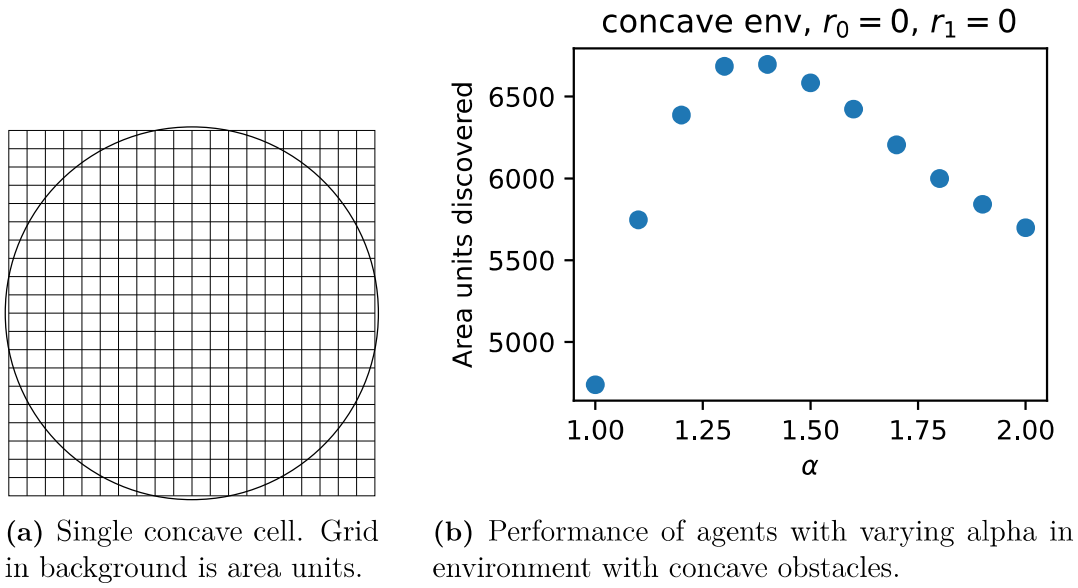 concave env, r₀ = 0, r₁ = 0
Area units discovered
6500
6000
5500
5000
1.00 1.25 1.50 1.75 2.00
α
(a) Single concave cell. Grid
in background is area units.
(b) Performance of agents with varying alpha in
environment with concave obstacles.